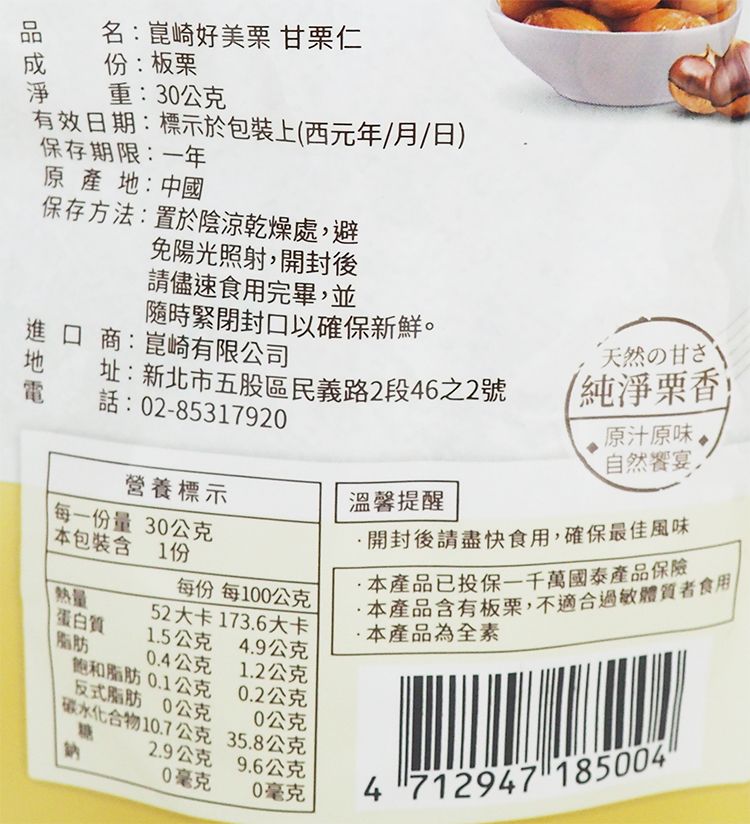 品名：崑崎好美栗 甘栗仁
成份：板栗
淨重：30公克
有效日期：標示於包裝上(西元年/月/日)
保存期限：一年
原產地：中國
保存方法：置於陰涼乾燥處，避
免陽光照射，開封後
請儘速食用完畢，並
隨時緊閉封口以確保新鮮。
進口商：崑崎有限公司
地址：新北市五股區民義路2段46之2號
電話：02-85317920
天然の甘さ
純淨栗香
原汁原味
自然饗宴
營養標示
每一份量 30公克
本包裝含 1份
每份 每100公克
熱量 52大卡 173.6大卡
蛋白質 1.5公克 4.9公克
脂肪 0.4公克 1.2公克
飽和脂肪 0.1公克 0.2公克
反式脂肪 0公克 0公克
碳水化合物 10.7公克 35.8公克
糖 2.9公克 9.6公克
鈉 0毫克 0毫克
溫馨提醒
·開封後請盡快食用，確保最佳風味
·本產品已投保一千萬國泰產品保險
·本產品含有板栗，不適合過敏體質者食用
·本產品為全素
4 712947 185004